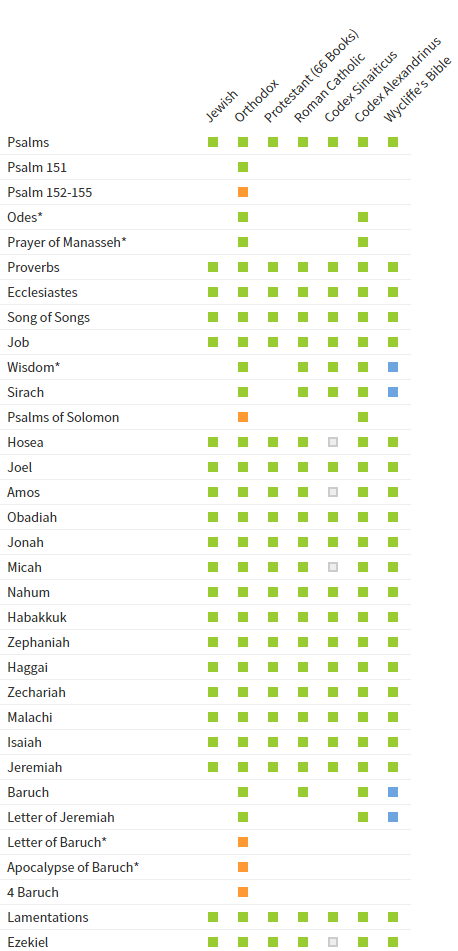 Jewish
Orthodox
Protestant (66 Books)
Roman Catholic
Codex Sinaiticus
Codex Alexandrinus
Wycliffe's Bible
Psalms
Psalm 151
Psalm 152-155
Odes*
Prayer of Manasseh*
Proverbs
Ecclesiastes
Song of Songs
Job
Wisdom*
Sirach
Psalms of Solomon
Hosea
Joel
Amos
Obadiah
Jonah
Micah
Nahum
Habakkuk
Zephaniah
Haggai
Zechariah
Malachi
Isaiah
Jeremiah
Baruch
Letter of Jeremiah
Letter of Baruch*
Apocalypse of Baruch*
4 Baruch
Lamentations
Ezekiel